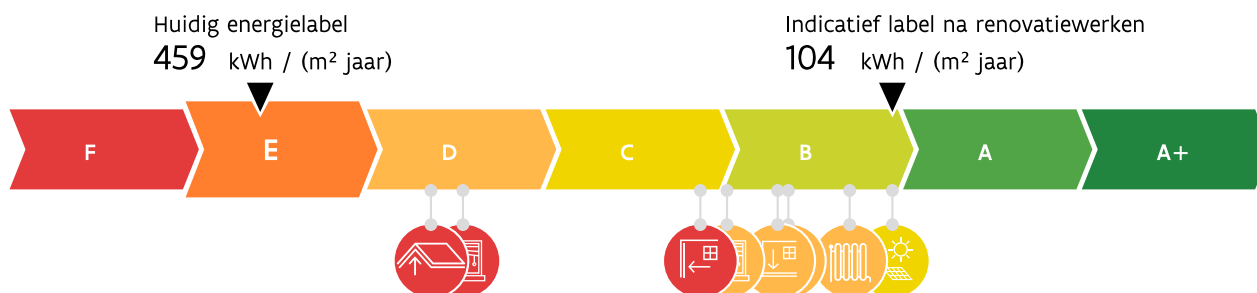 Huidig energielabel
459 kWh / (m² jaar)
Indicatief label na renovatiewerken
104 kWh / (m² jaar)
F E D C B A A+